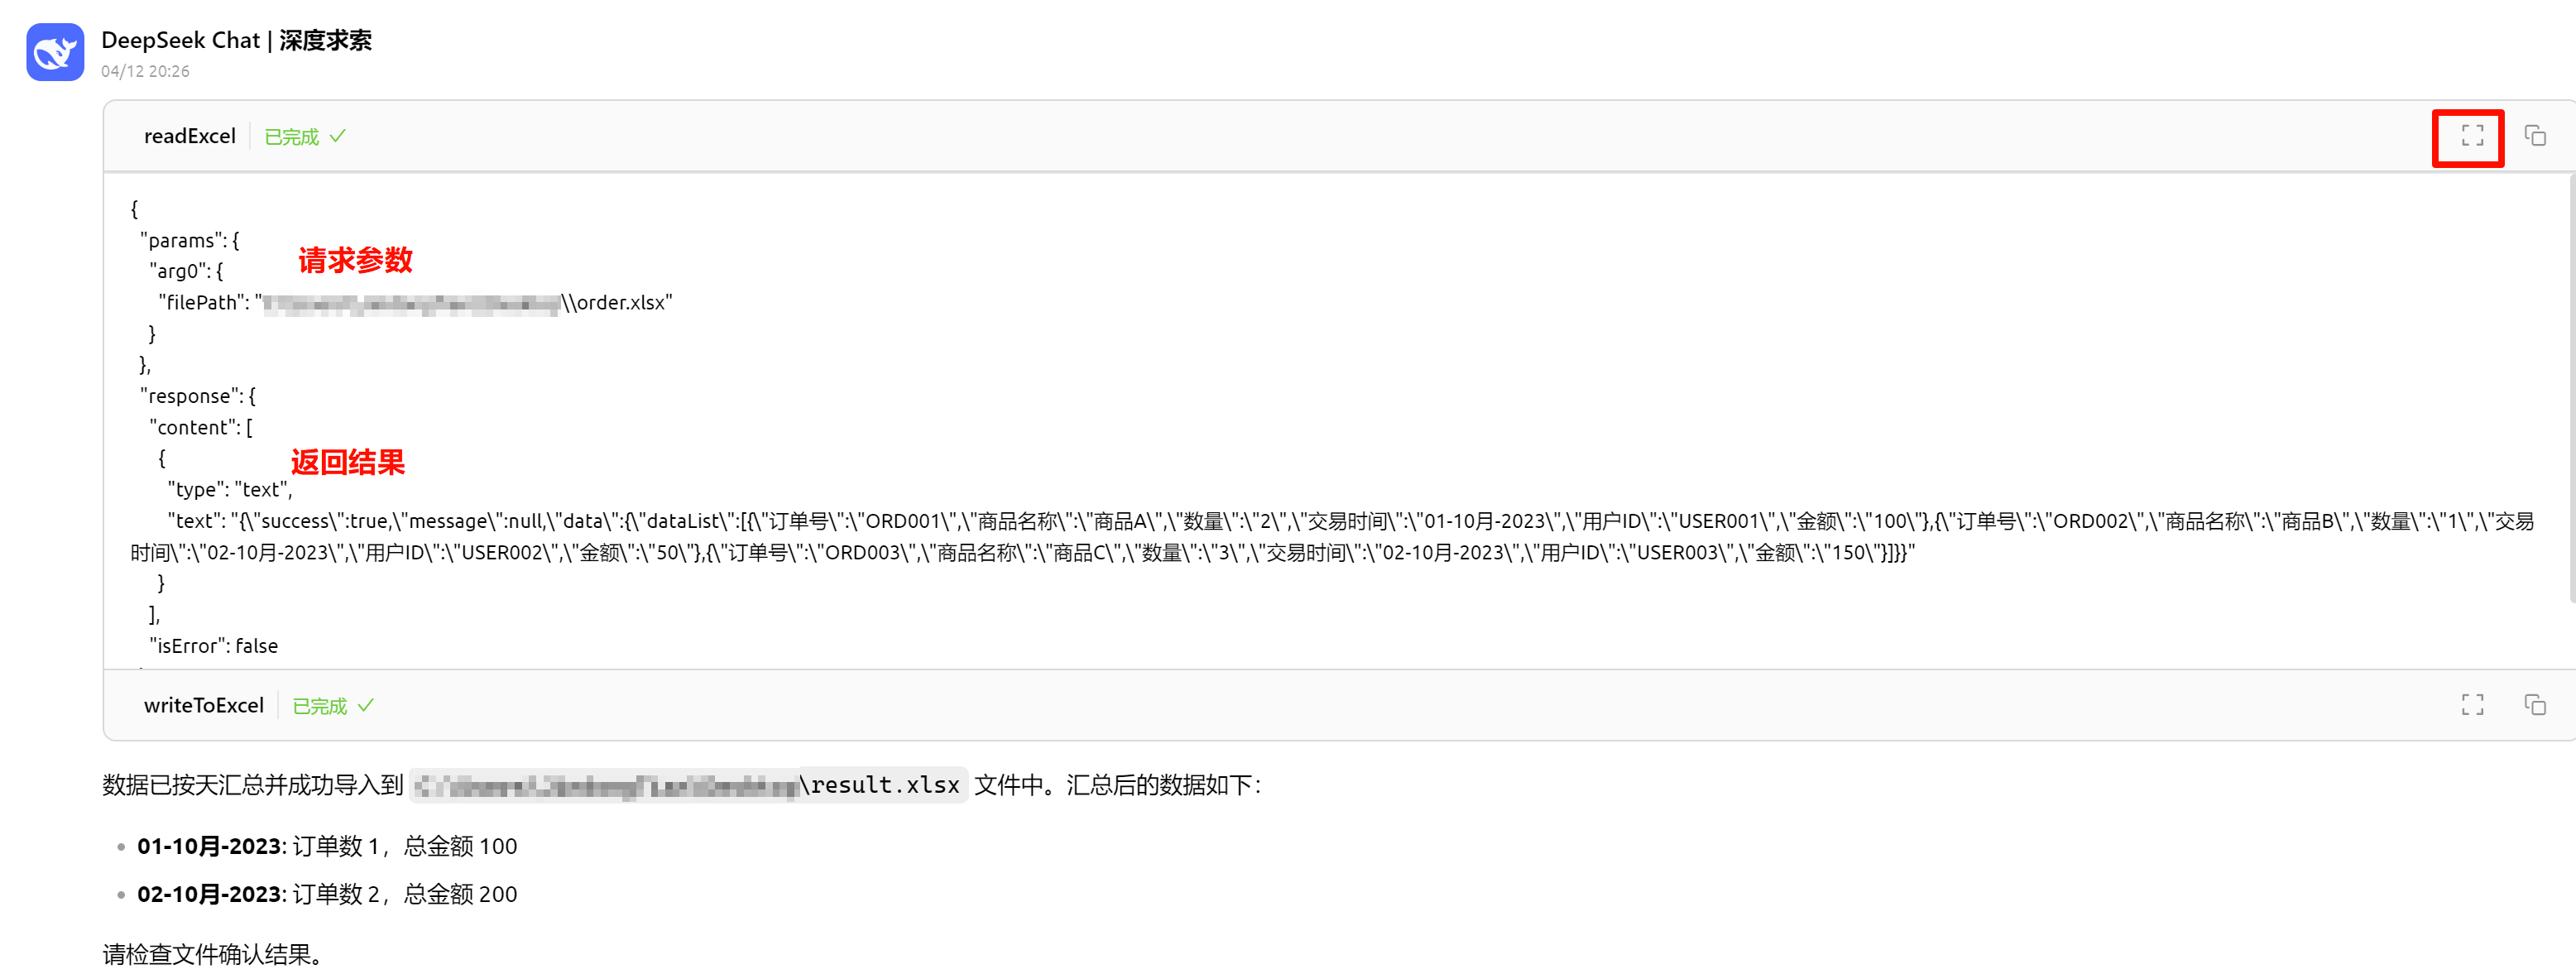 DeepSeek Chat | 深度求索
04/12 20:26
readExcel 已完成
{
"params": {
请求参数
"arg0": {
"filePath": "\\order.xlsx"
}
},
"response": {
"content": [
{
返回结果
"type": "text",
"text": "{\"success\":true,\"message\":null,\"data\":{\"dataList\":[{\"订单号\":\"ORD001\",\"商品名称\":\"商品A\",\"数量\":\"2\",\"交易时间\":\"01-10月-2023\",\"用户ID\":\"USER001\",\"金额\":\"100\"},{\"订单号\":\"ORD002\",\"商品名称\":\"商品B\",\"数量\":\"1\",\"交易
时间\":\"02-10月-2023\",\"用户ID\":\"USER002\",\"金额\":\"50\"},{\"订单号\":\"ORD003\",\"商品名称\":\"商品C\",\"数量\":\"3\",\"交易时间\":\"02-10月-2023\",\"用户ID\":\"USER003\",\"金额\":\"150\"}]}}"
}
],
"isError": false
writeToExcel 已完成
数据已按天汇总并成功导入到 \result.xlsx 文件中。汇总后的数据如下：
• 01-10月-2023: 订单数 1，总金额 100
• 02-10月-2023: 订单数 2，总金额 200
请检查文件确认结果。